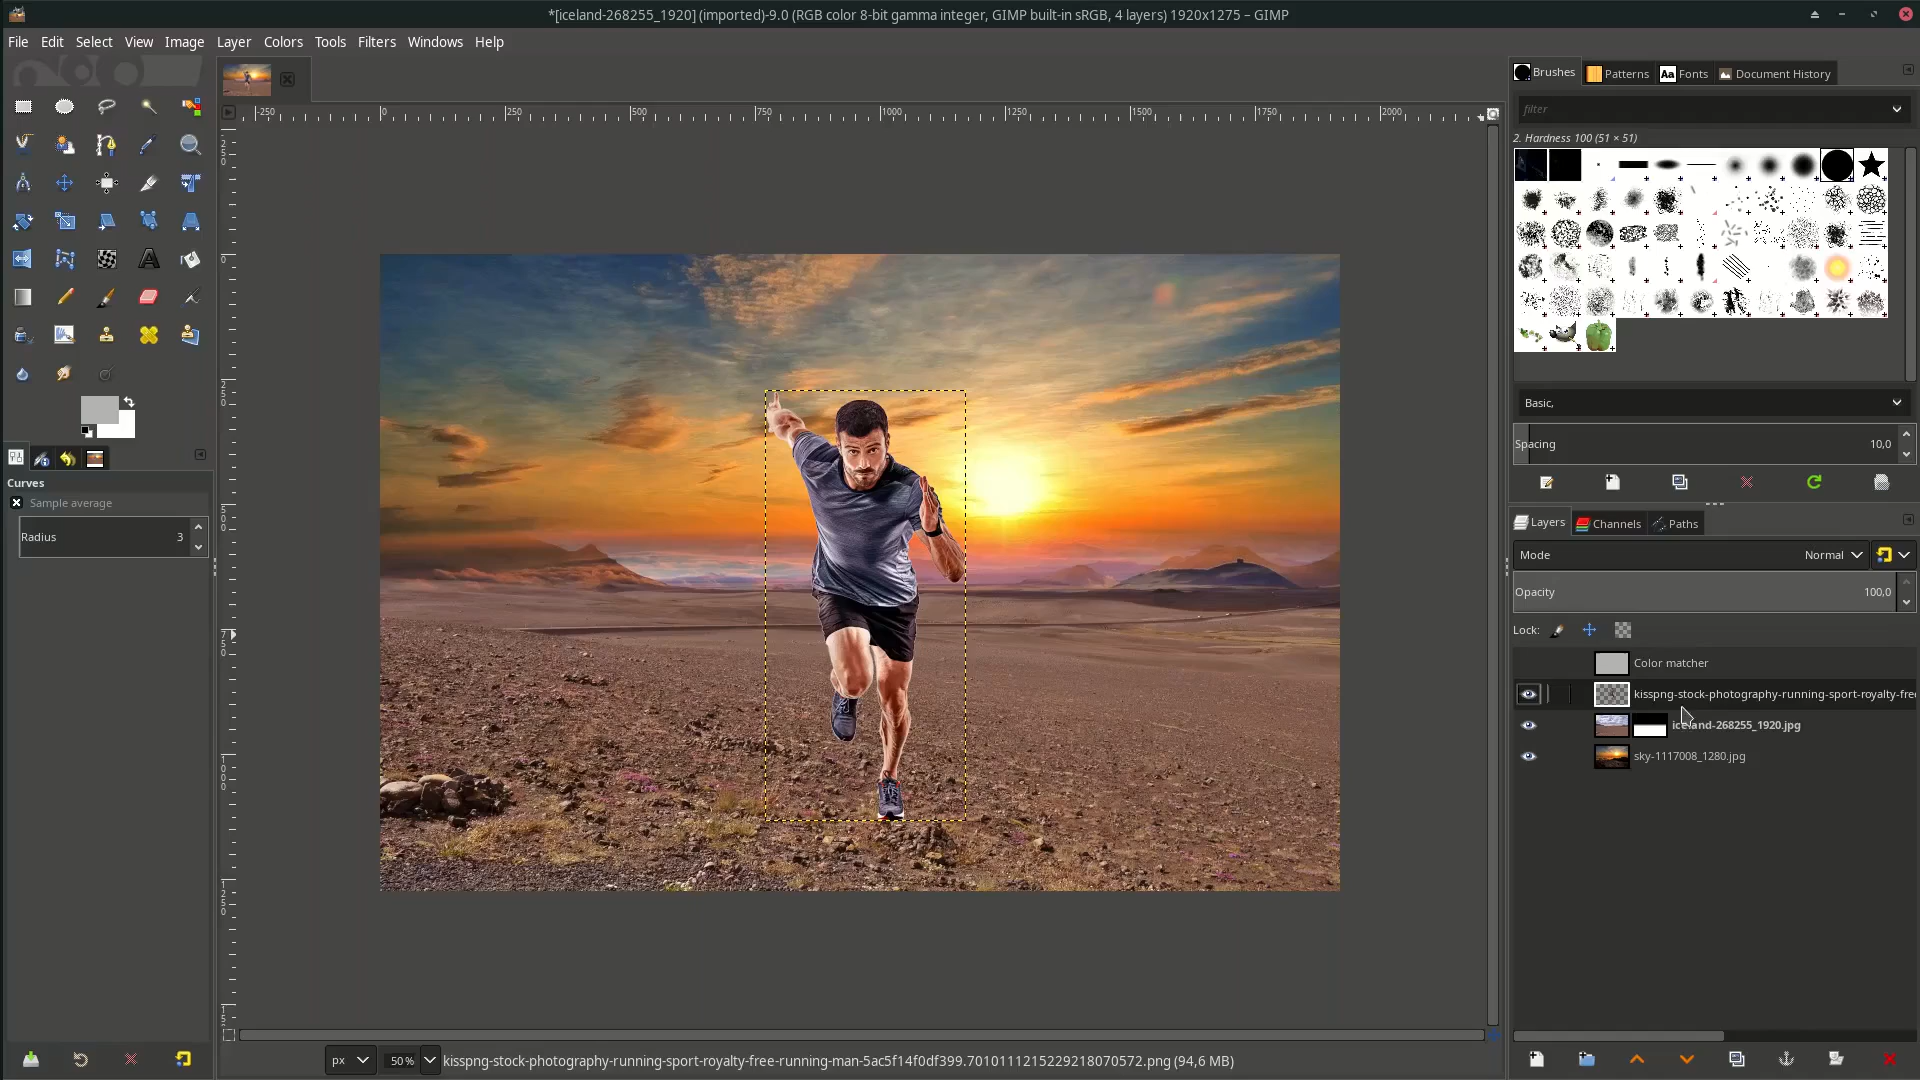 *[iceland-268255_1920] (imported)-9.0 (RGB color 8-bit gamma integer, GIMP built-in sRGB, 4 layers) 1920x1275 – GIMP
File Edit Select View Image Layer Colors Tools Filters Windows Help
Brushes Patterns Aa Fonts Document History
-250 0 250 500 750 1000 1250 1500 1750 2000
filter
2. Hardness 100 (51 × 51)
Basic,
Spacing 10,0
Curves
Sample average
Radius 3
Layers Channels Paths
Mode Normal
Opacity 100,0
Lock:
Color matcher
kisspng-stock-photography-running-sport-royalty-free
iceland-268255_1920.jpg
sky-1117008_1280.jpg
px 50 % kisspng-stock-photography-running-sport-royalty-free-running-man-5ac5f14f0df399.7010111215229218070572.png (94,6 MB)